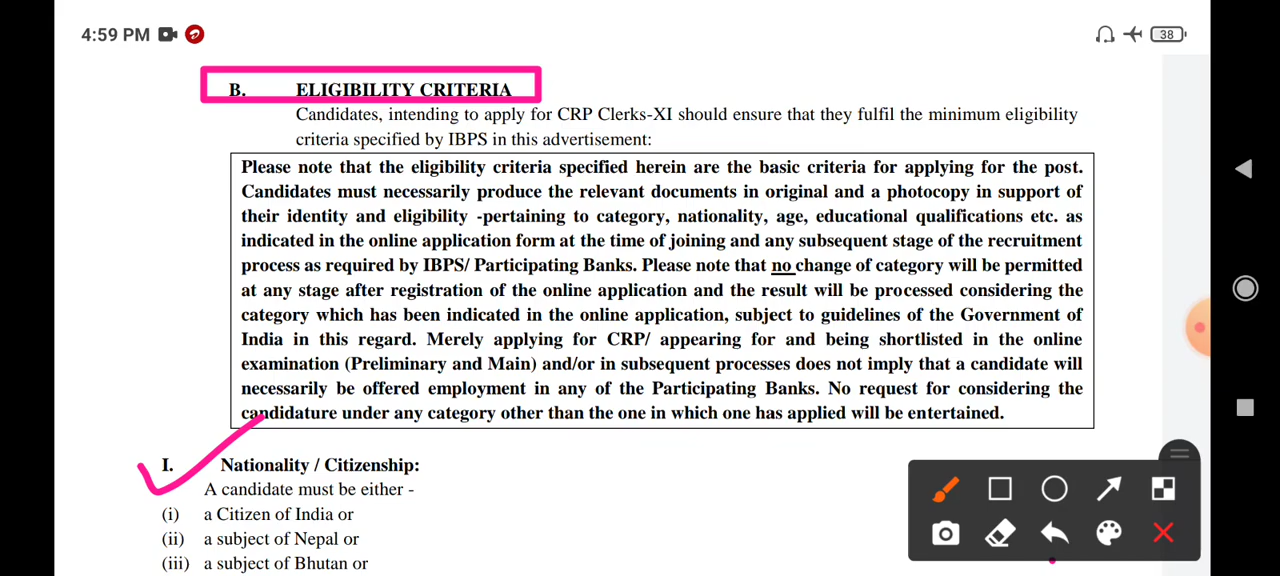 4:59 PM
38
B. ELIGIBILITY CRITERIA
Candidates, intending to apply for CRP Clerks-XI should ensure that they fulfil the minimum eligibility
criteria specified by IBPS in this advertisement:
Please note that the eligibility criteria specified herein are the basic criteria for applying for the post.
Candidates must necessarily produce the relevant documents in original and a photocopy in support of
their identity and eligibility -pertaining to category, nationality, age, educational qualifications etc. as
indicated in the online application form at the time of joining and any subsequent stage of the recruitment
process as required by IBPS/ Participating Banks. Please note that no change of category will be permitted
at any stage after registration of the online application and the result will be processed considering the
category which has been indicated in the online application, subject to guidelines of the Government of
India in this regard. Merely applying for CRP/ appearing for and being shortlisted in the online
examination (Preliminary and Main) and/or in subsequent processes does not imply that a candidate will
necessarily be offered employment in any of the Participating Banks. No request for considering the
candidature under any category other than the one in which one has applied will be entertained.
I. Nationality / Citizenship:
A candidate must be either -
(i) a Citizen of India or
(ii) a subject of Nepal or
(iii) a subject of Bhutan or